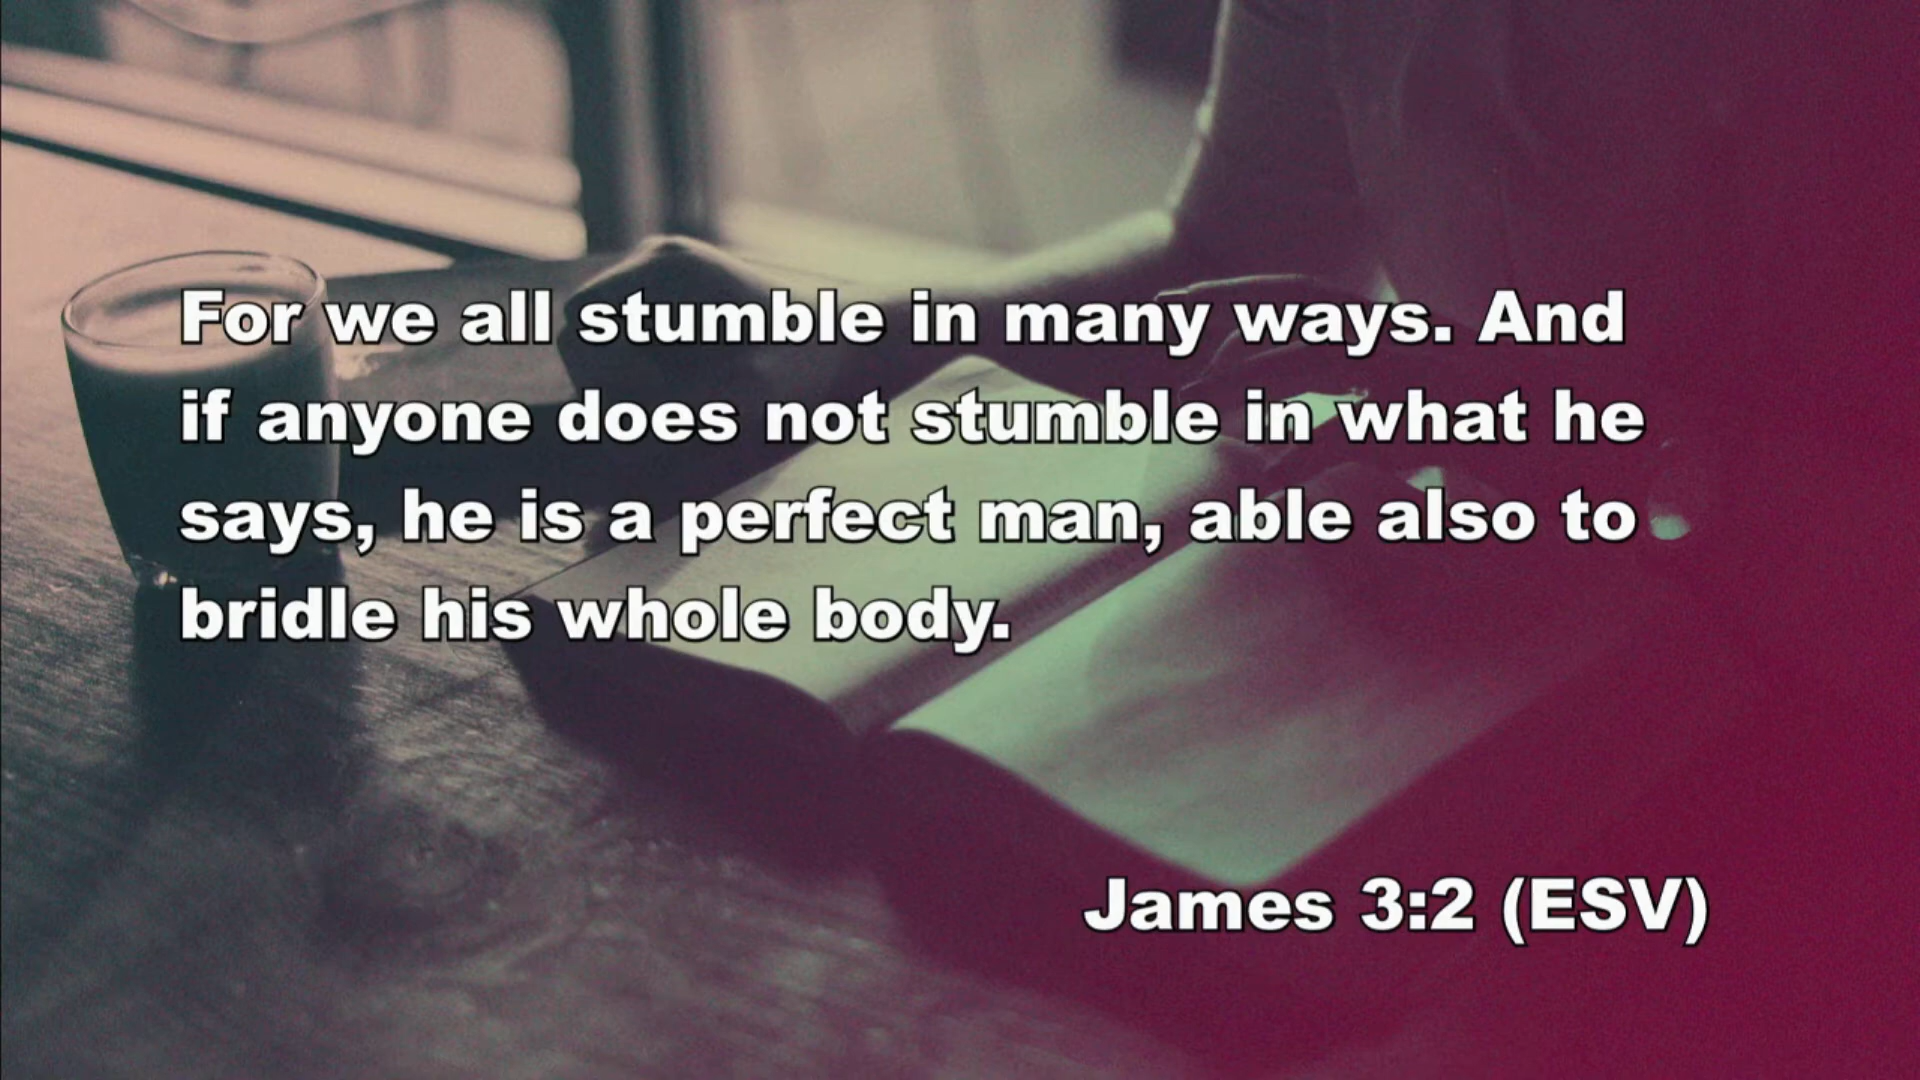 For we all stumble in many ways. And
if anyone does not stumble in what he
says, he is a perfect man, able also to
bridle his whole body.
James 3:2 (ESV)